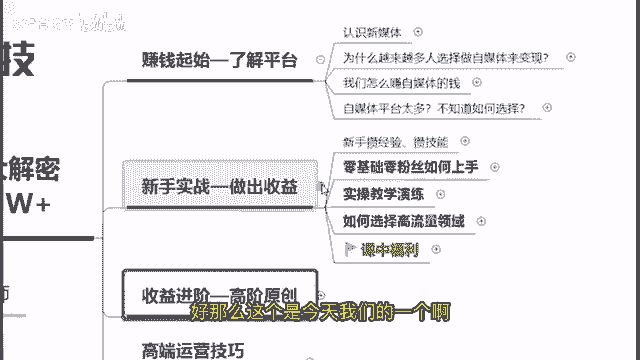 技
大解密
W+
师
赚钱起始—了解平台
认识新媒体
为什么越来越多人选择做自媒体来变现?
我们怎么赚自媒体的钱
自媒体平台太多?不知道如何选择?
新手实战—做出收益
新手攒经验、攒技能
零基础零粉丝如何上手
实操教学演练
如何选择高流量领域
课中福利
收益进阶—高阶原创
高端运营技巧
好那么这个是今天我们的一个啊